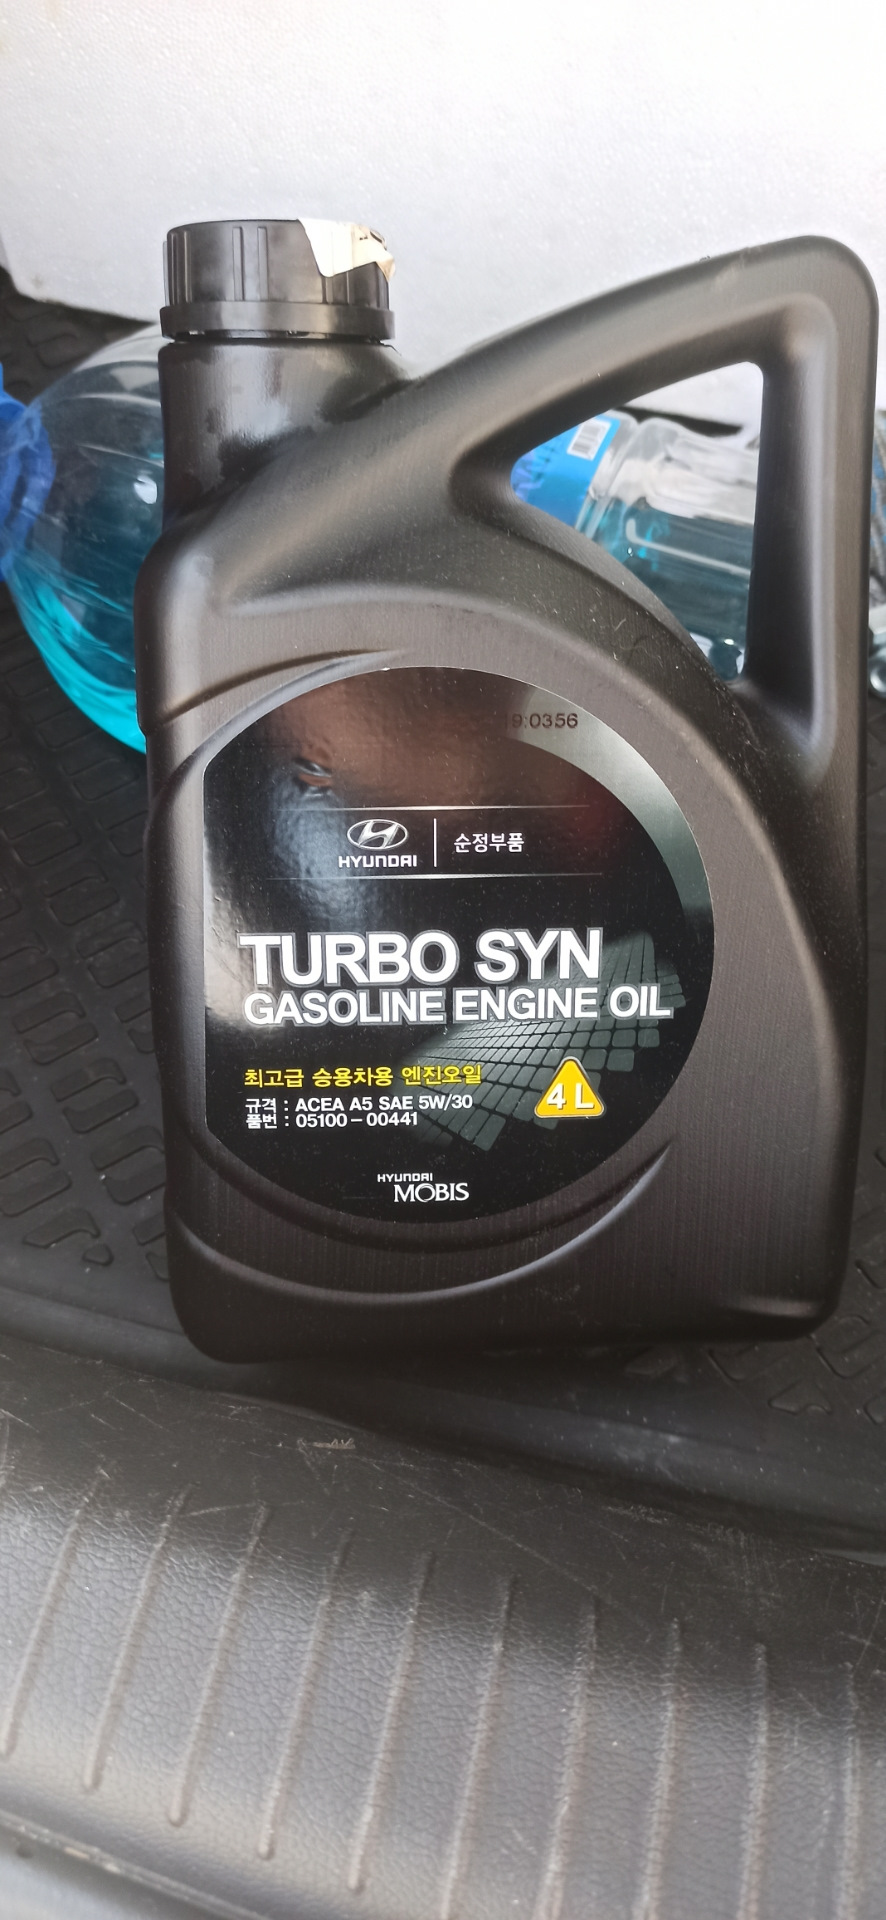 9:0356
HYUNDAI 순정부품
TURBO SYN
GASOLINE ENGINE OIL
최고급 승용차용 엔진오일
규격 : ACEA A5 SAE 5W/30
품번 : 05100-00441
4 L
HYUNDAI
MOBIS